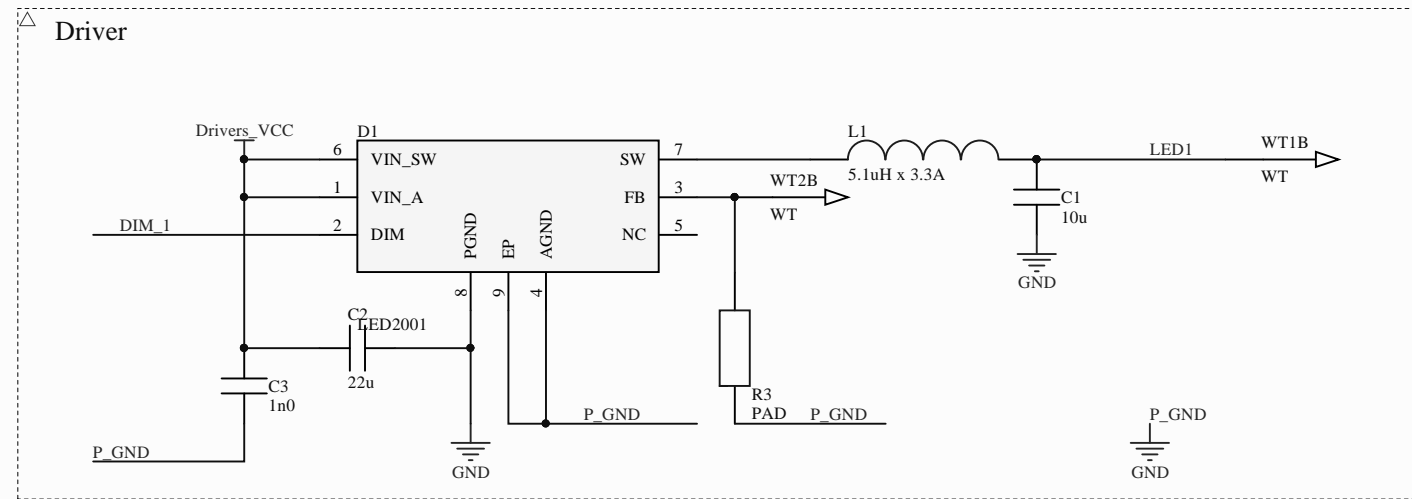 Driver
Drivers_VCC
D1
L1
WT1B
6
VIN_SW
SW
7
LED1
5.1uH x 3.3A
WT
WT2B
1
VIN_A
FB
3
C1
WT
10u
DIM_1
2
DIM
PGND
EP
AGND
NC
5
GND
8
9
4
C2
LED2001
22u
C3
1n0
R3
PAD
P_GND
P_GND
P_GND
P_GND
GND
GND